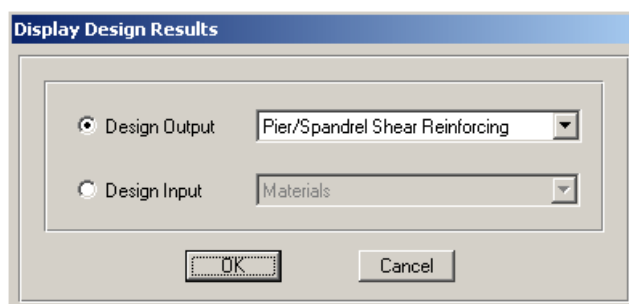 Display Design Results
Design Output Pier/Spandrel Shear Reinforcing
Design Input Materials
OK Cancel